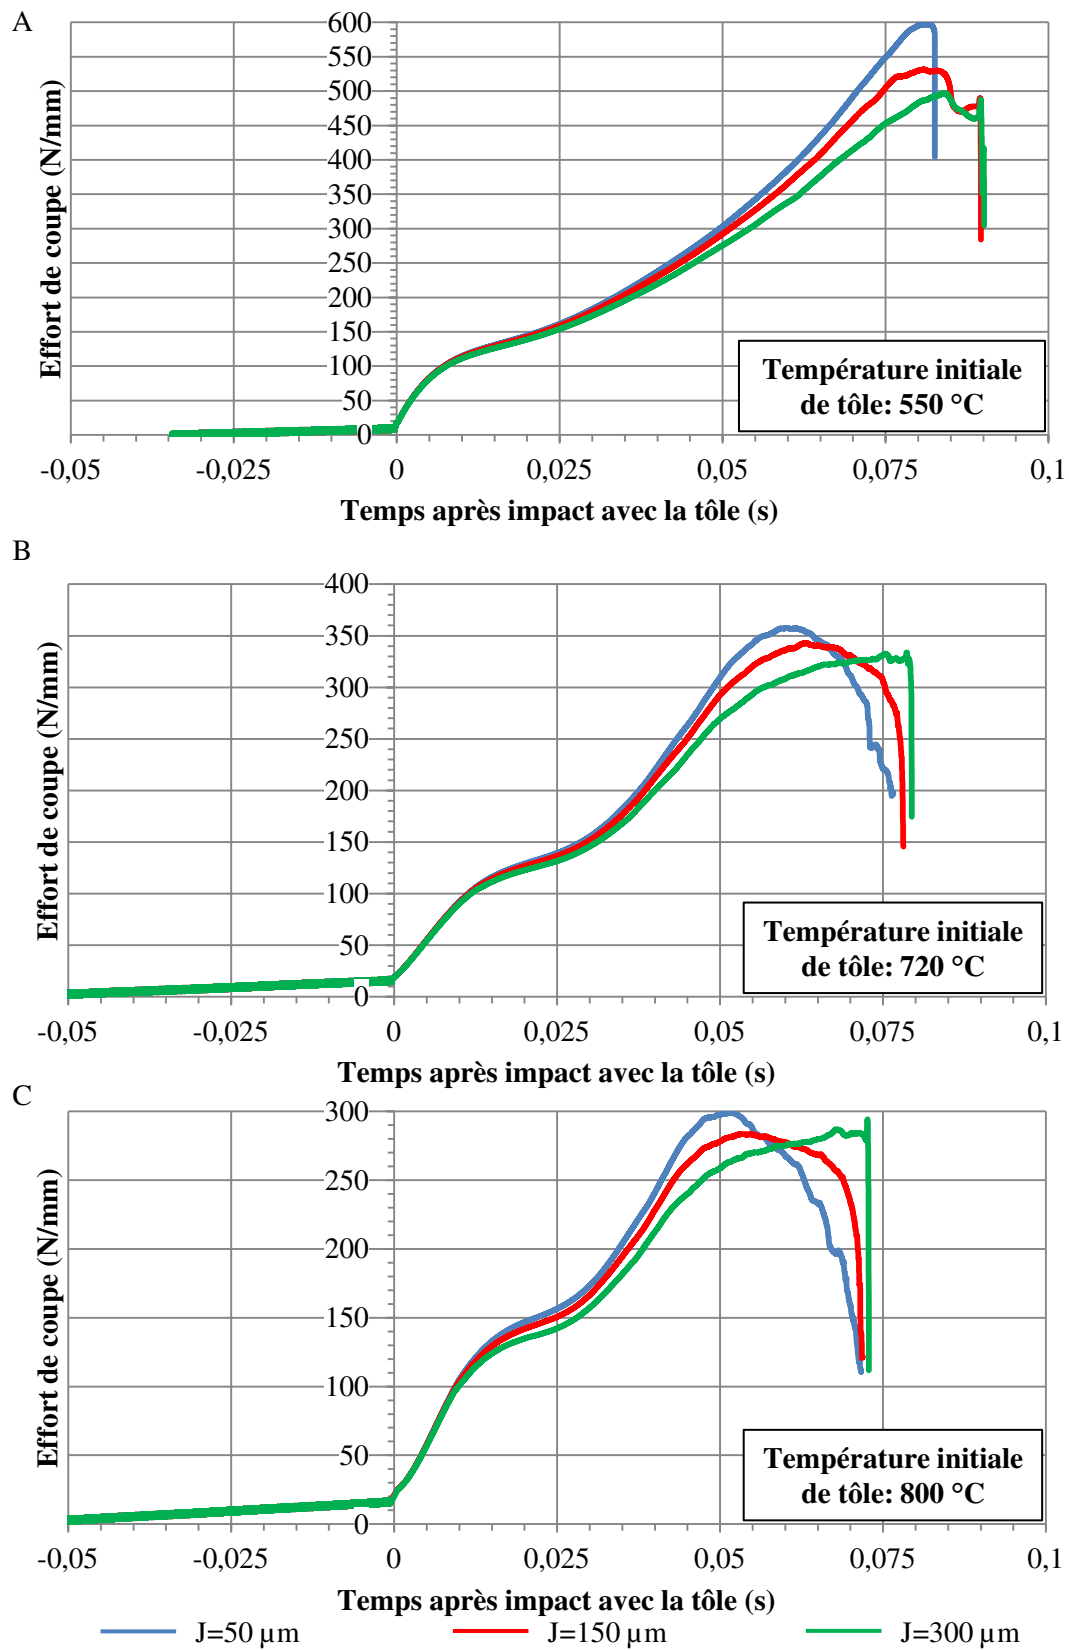 A
600
550
500
450
400
350
300
250
200
150
100
50
0
Effort de coupe (N/mm)
-0,05 -0,025 0 0,025 0,05 0,075 0,1
Temps après impact avec la tôle (s)
Température initiale
de tôle: 550 °C
B
400
350
300
250
200
150
100
50
0
Effort de coupe (N/mm)
-0,05 -0,025 0 0,025 0,05 0,075 0,1
Temps après impact avec la tôle (s)
Température initiale
de tôle: 720 °C
C
300
250
200
150
100
50
0
Effort de coupe (N/mm)
-0,05 -0,025 0 0,025 0,05 0,075 0,1
Temps après impact avec la tôle (s)
Température initiale
de tôle: 800 °C
J=50 µm J=150 µm J=300 µm